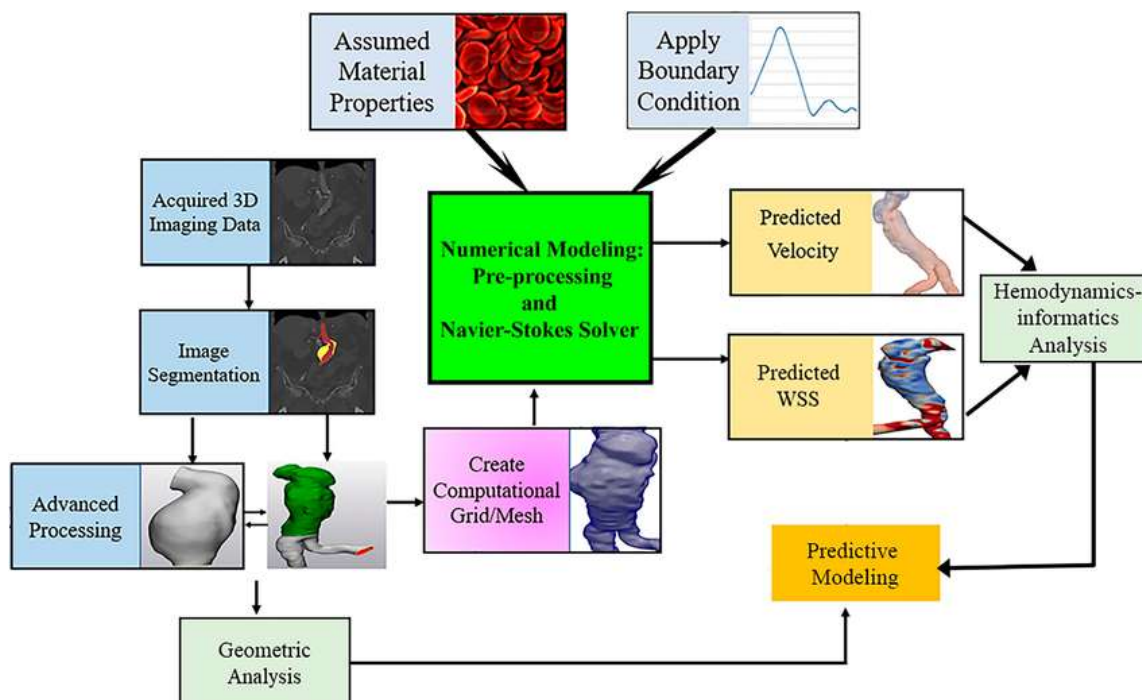 Assumed
Material
Properties
Apply
Boundary
Condition
Acquired 3D
Imaging Data
Numerical Modeling:
Pre-processing
and
Navier-Stokes Solver
Predicted
Velocity
Hemodynamics-
informatics
Analysis
Image
Segmentation
Predicted
WSS
Advanced
Processing
Create
Computational
Grid/Mesh
Predictive
Modeling
Geometric
Analysis